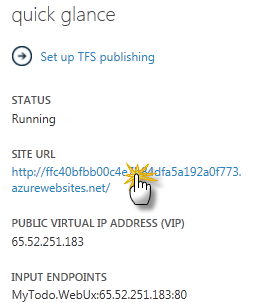 quick glance
Set up TFS publishing
STATUS
Running
SITE URL
http://ffc40bfbb00c4e dfa5a192a0f773.
azurewebsites.net/
PUBLIC VIRTUAL IP ADDRESS (VIP)
65.52.251.183
INPUT ENDPOINTS
MyTodo.WebUx:65.52.251.183:80